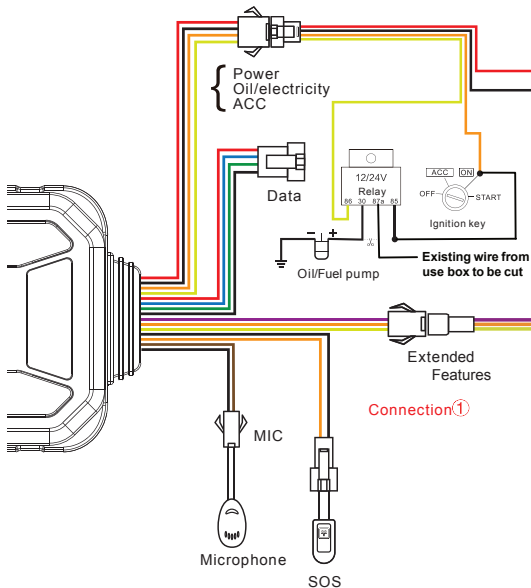 { Power
Oil/electricity
ACC
Data
12/24V
Relay
86 30 87a 85
ACC ON
OFF START
Ignition key
- +
Oil/Fuel pump
Existing wire from
use box to be cut
Extended
Features
Connection①
MIC
Microphone
SOS